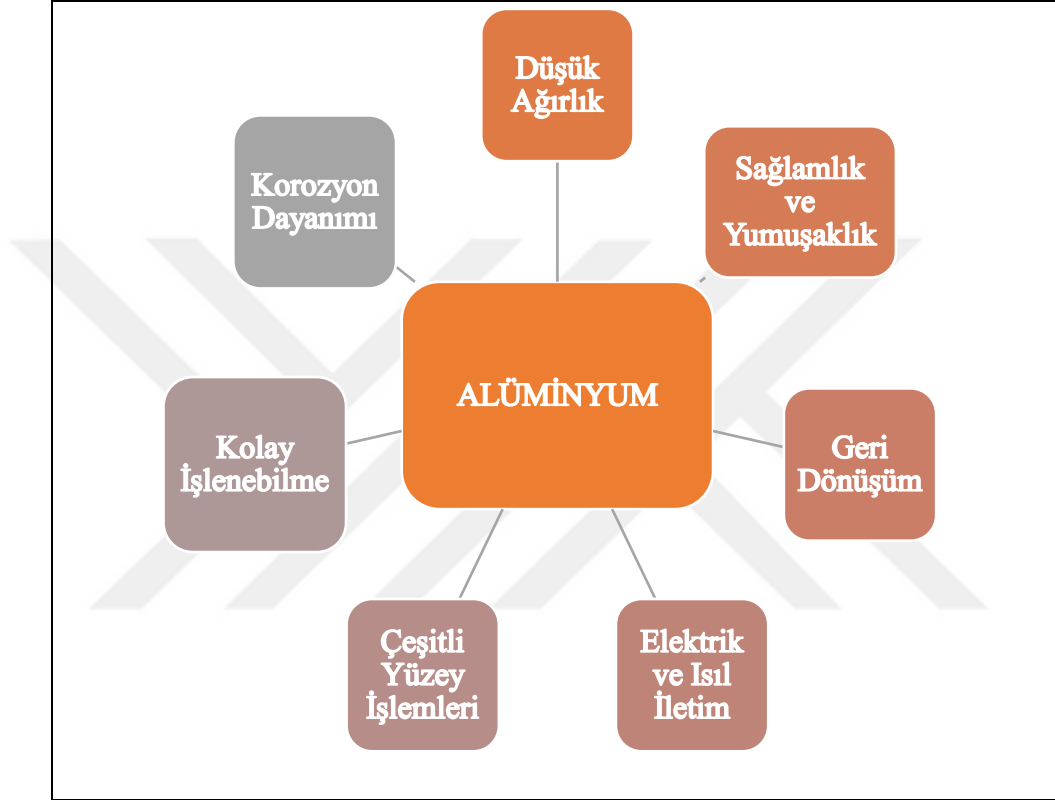 Düşük
Ağırlık
Sağlamlık
ve
Yumuşaklık
Geri
Dönüşüm
Elektrik
ve Isıl
İletim
Çeşitli
Yüzey
İşlemleri
Kolay
İşlenebilme
Korozyon
Dayanımı
ALÜMİNYUM